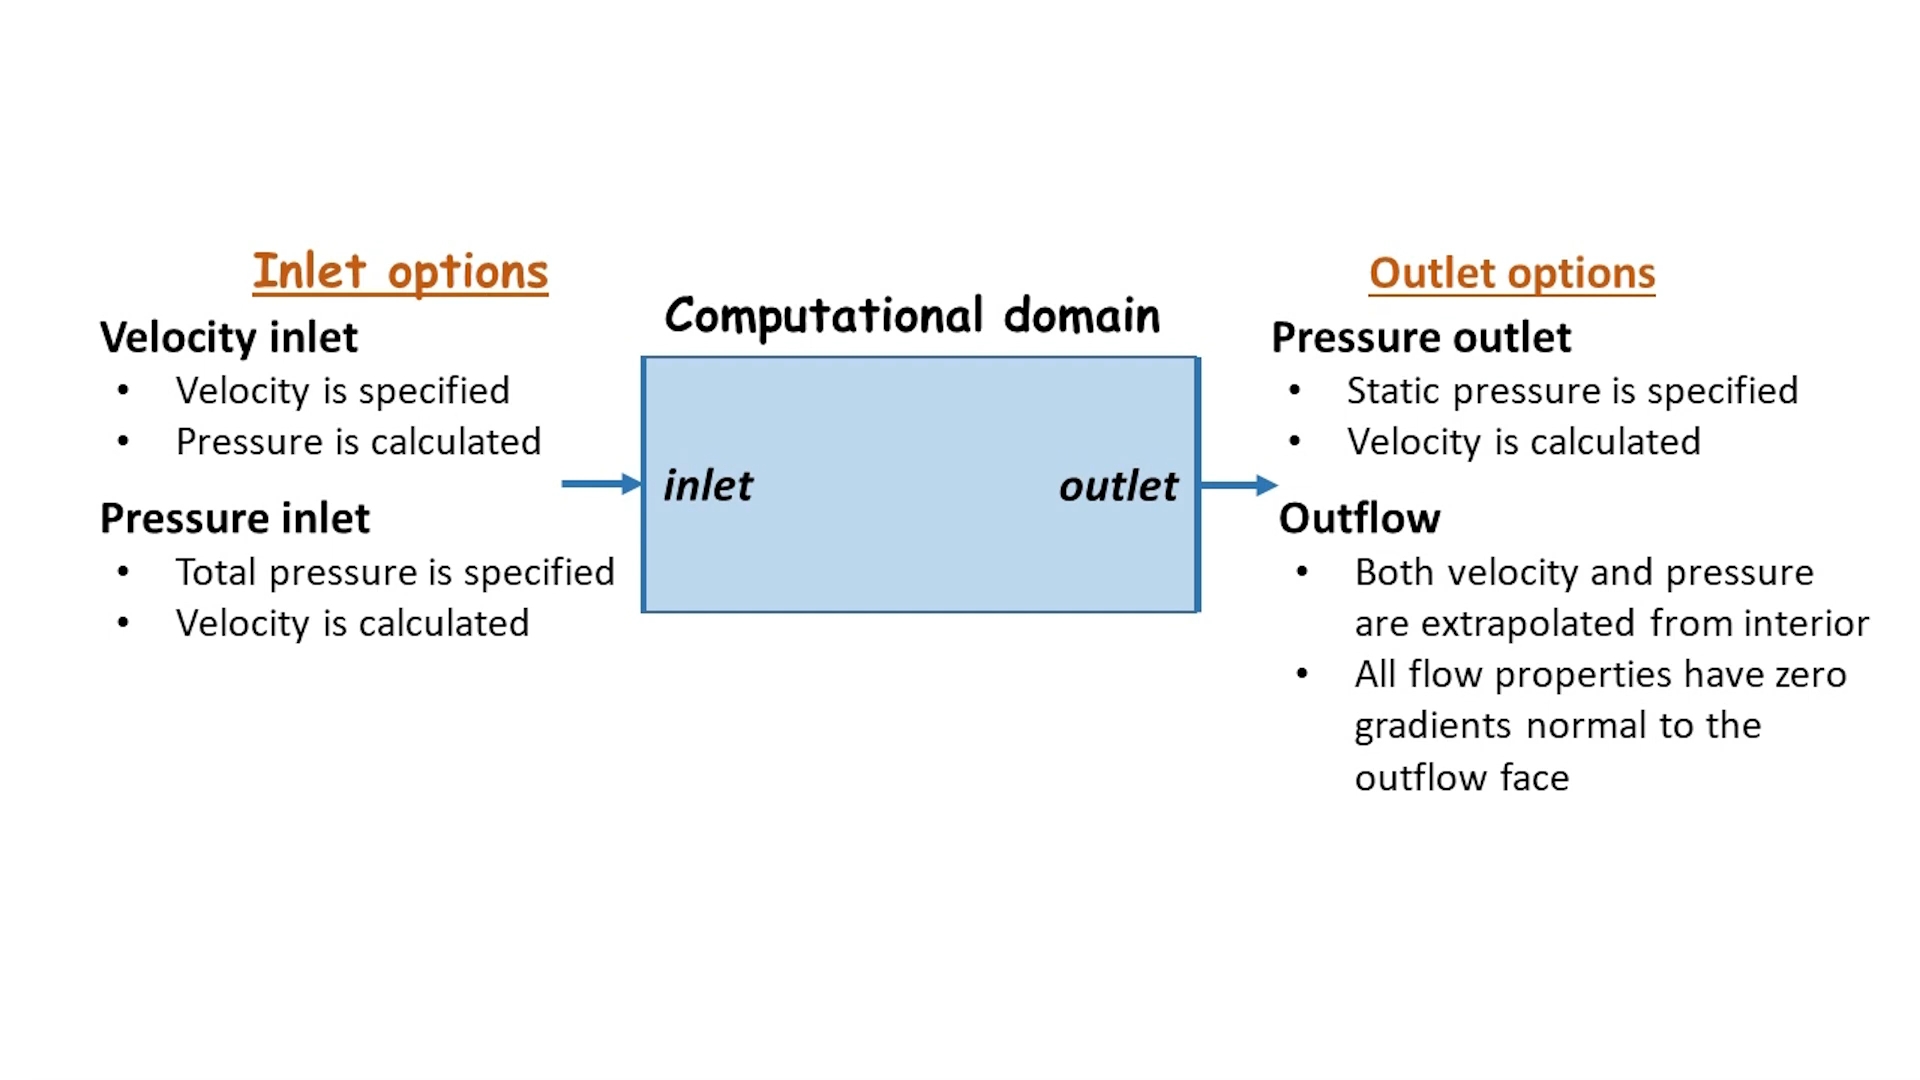 Inlet options
Velocity inlet
• Velocity is specified
• Pressure is calculated
Pressure inlet
• Total pressure is specified
• Velocity is calculated
Computational domain
inlet
outlet
Outlet options
Pressure outlet
• Static pressure is specified
• Velocity is calculated
Outflow
• Both velocity and pressure
are extrapolated from interior
• All flow properties have zero
gradients normal to the
outflow face